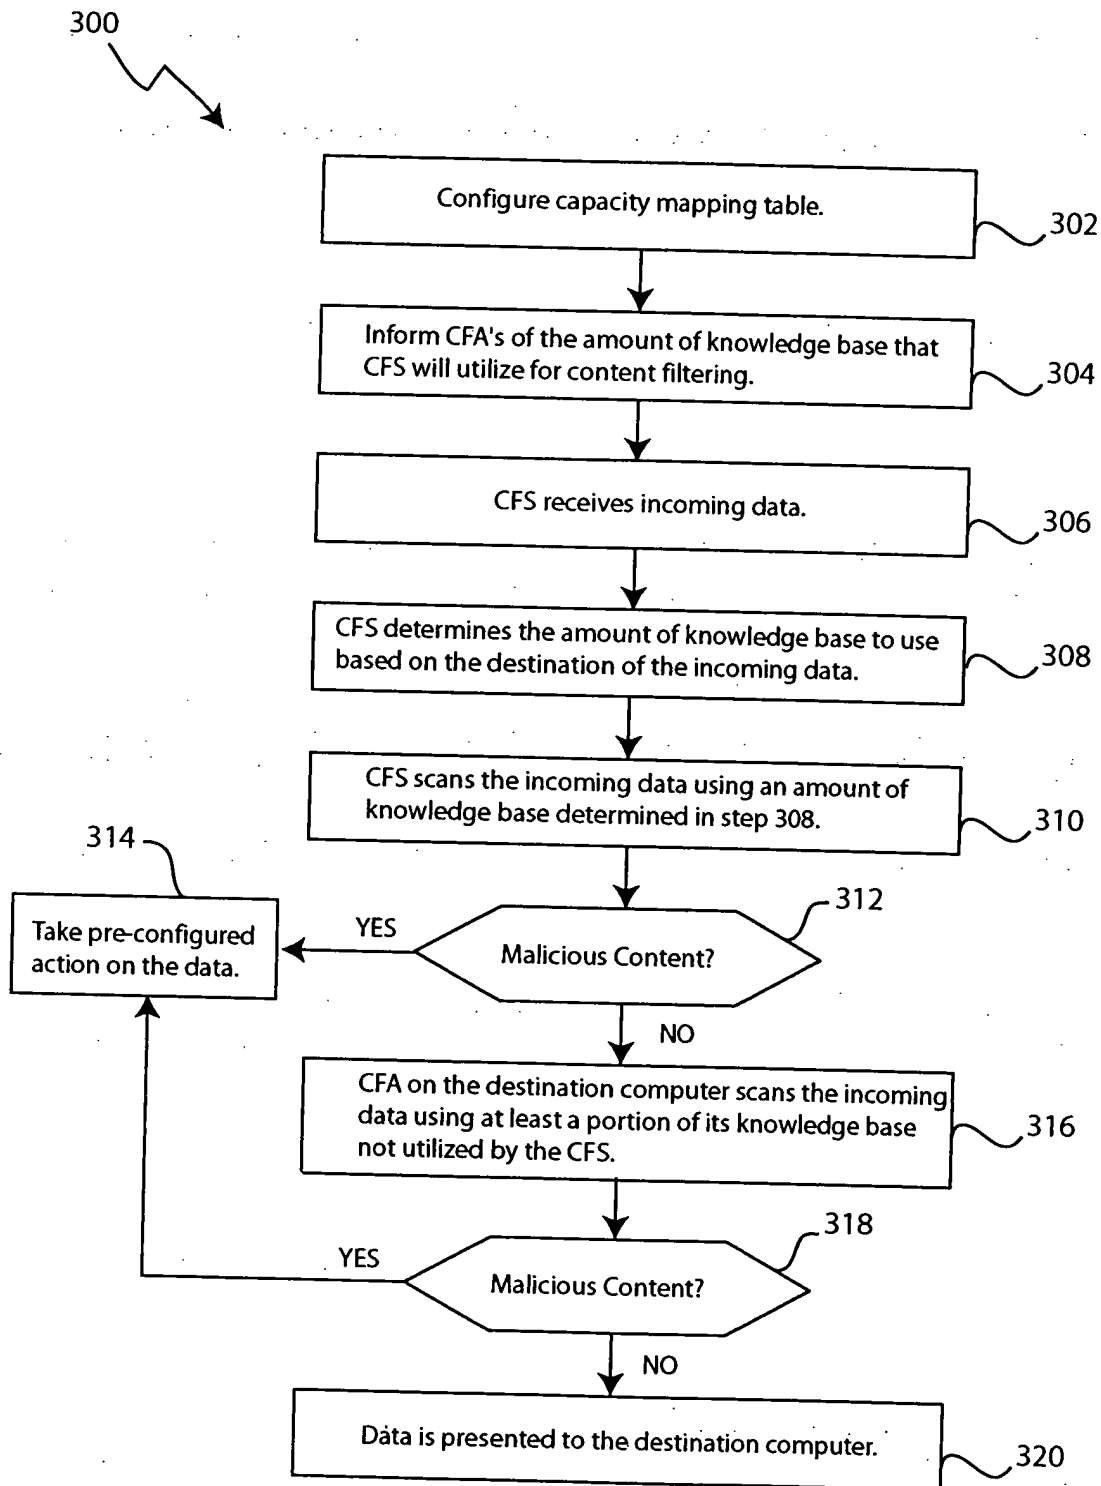 300
Configure capacity mapping table.
302
Inform CFA's of the amount of knowledge base that
CFS will utilize for content filtering.
304
CFS receives incoming data.
306
CFS determines the amount of knowledge base to use
based on the destination of the incoming data.
308
CFS scans the incoming data using an amount of
knowledge base determined in step 308.
310
314
Take pre-configured
action on the data.
YES
Malicious Content?
312
NO
CFA on the destination computer scans the incoming
data using at least a portion of its knowledge base
not utilized by the CFS.
316
YES
Malicious Content?
318
NO
Data is presented to the destination computer.
320